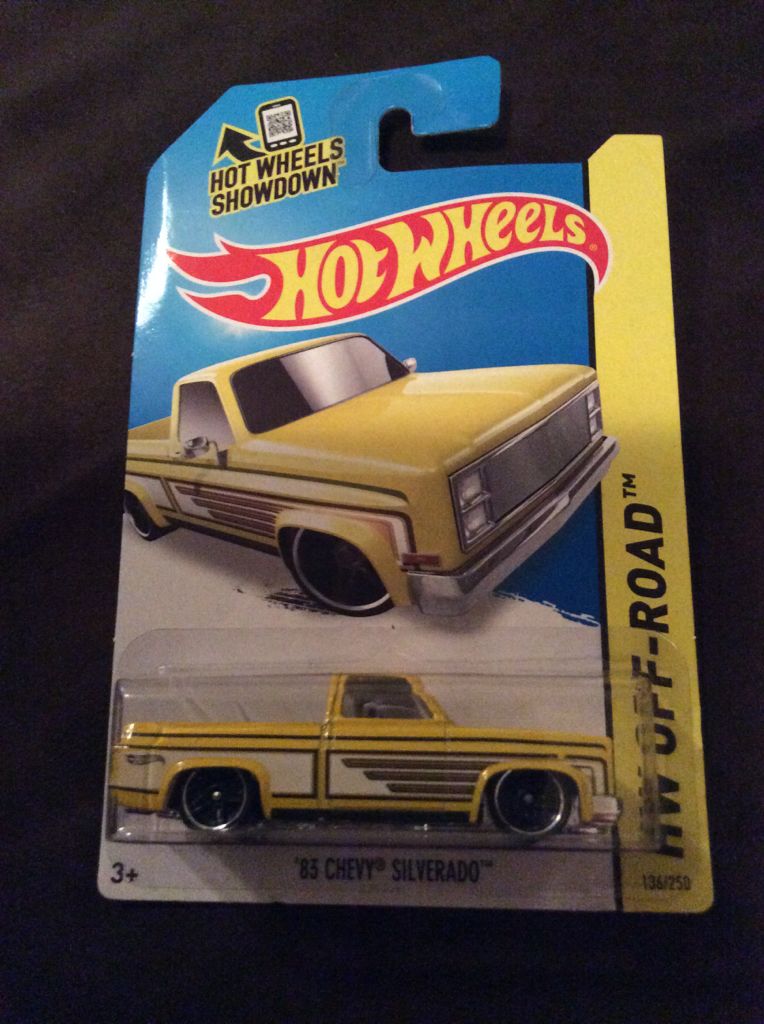 HOT WHEELS
SHOWDOWN™
Hot Wheels®
HW OFF-ROAD™
3+
'83 CHEVY® SILVERADO™
136/250